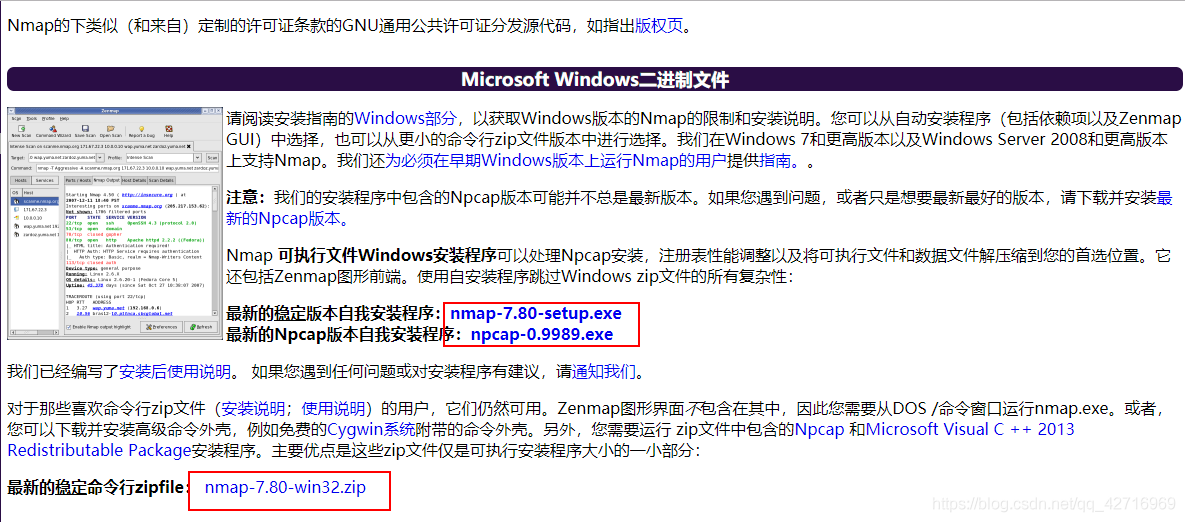 Nmap的下类似（和来自）定制的许可证条款的GNU通用公共许可证分发源代码，如指出版权页。
Microsoft Windows二进制文件
请阅读安装指南的Windows部分，以获取Windows版本的Nmap的限制和安装说明。您可以从自动安装程序（包括依赖项以及Zenmap
GUI）中选择，也可以从更小的命令行zip文件版本中进行选择。我们在Windows 7和更高版本以及Windows Server 2008和更高版本
上支持Nmap。我们还为必须在早期Windows版本上运行Nmap的用户提供指南。。
注意：我们的安装程序中包含的Npcap版本可能并不总是最新版本。如果您遇到问题，或者只是想要最新最好的版本，请下载并安装最
新的Npcap版本。
Nmap 可执行文件Windows安装程序可以处理Npcap安装，注册表性能调整以及将可执行文件和数据文件解压缩到您的首选位置。它
还包括Zenmap图形前端。使用自安装程序跳过Windows zip文件的所有复杂性：
最新的稳定版本自我安装程序：nmap-7.80-setup.exe
最新的Npcap版本自我安装程序：npcap-0.9989.exe
我们已经编写了安装后使用说明。 如果您遇到任何问题或对安装程序有建议，请通知我们。
对于那些喜欢命令行zip文件（安装说明；使用说明）的用户，它们仍然可用。Zenmap图形界面不包含在其中，因此您需要从DOS /命令窗口运行nmap.exe。或者，
您可以下载并安装高级命令外壳，例如免费的Cygwin系统附带的命令外壳。另外，您需要运行 zip文件中包含的Npcap 和Microsoft Visual C ++ 2013
Redistributable Package安装程序。主要优点是这些zip文件仅是可执行安装程序大小的一小部分：
最新的稳定命令行zipfile：nmap-7.80-win32.zip
https://blog.csdn.net/qq_42716969